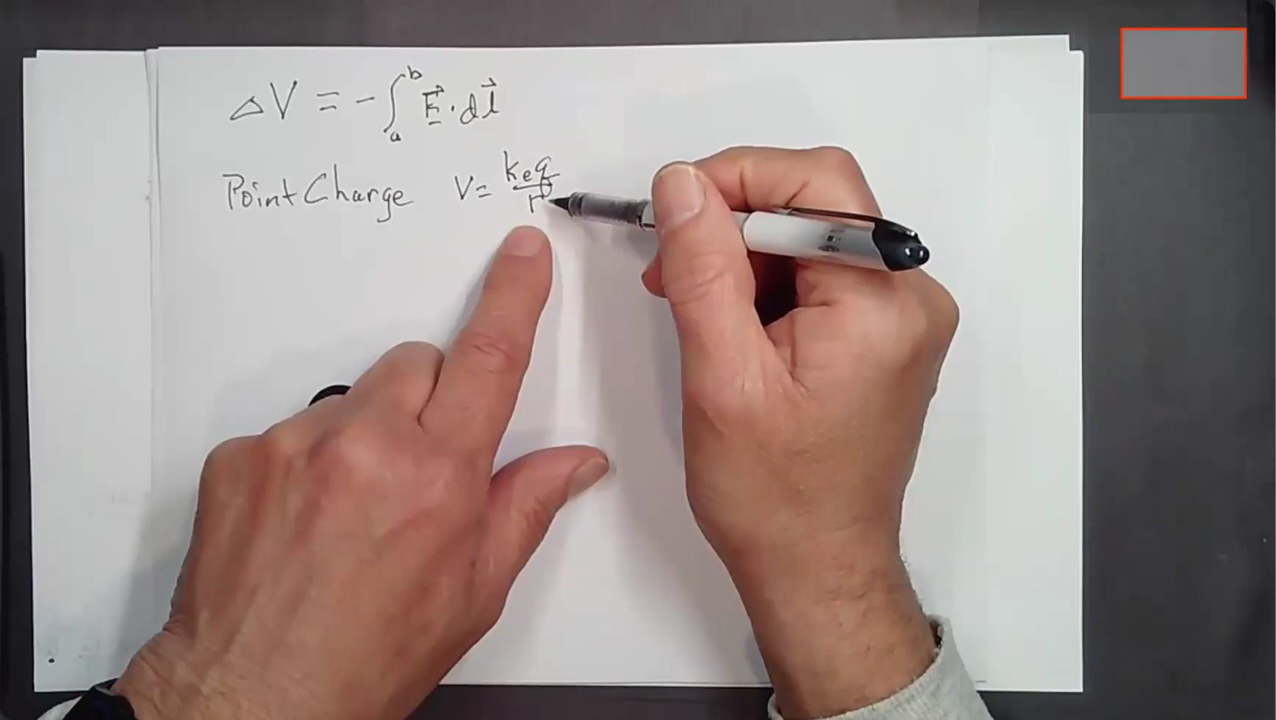 ΔV = -∫ₐᵇ E⃗ · dl⃗
Point Charge V = kₑq/r